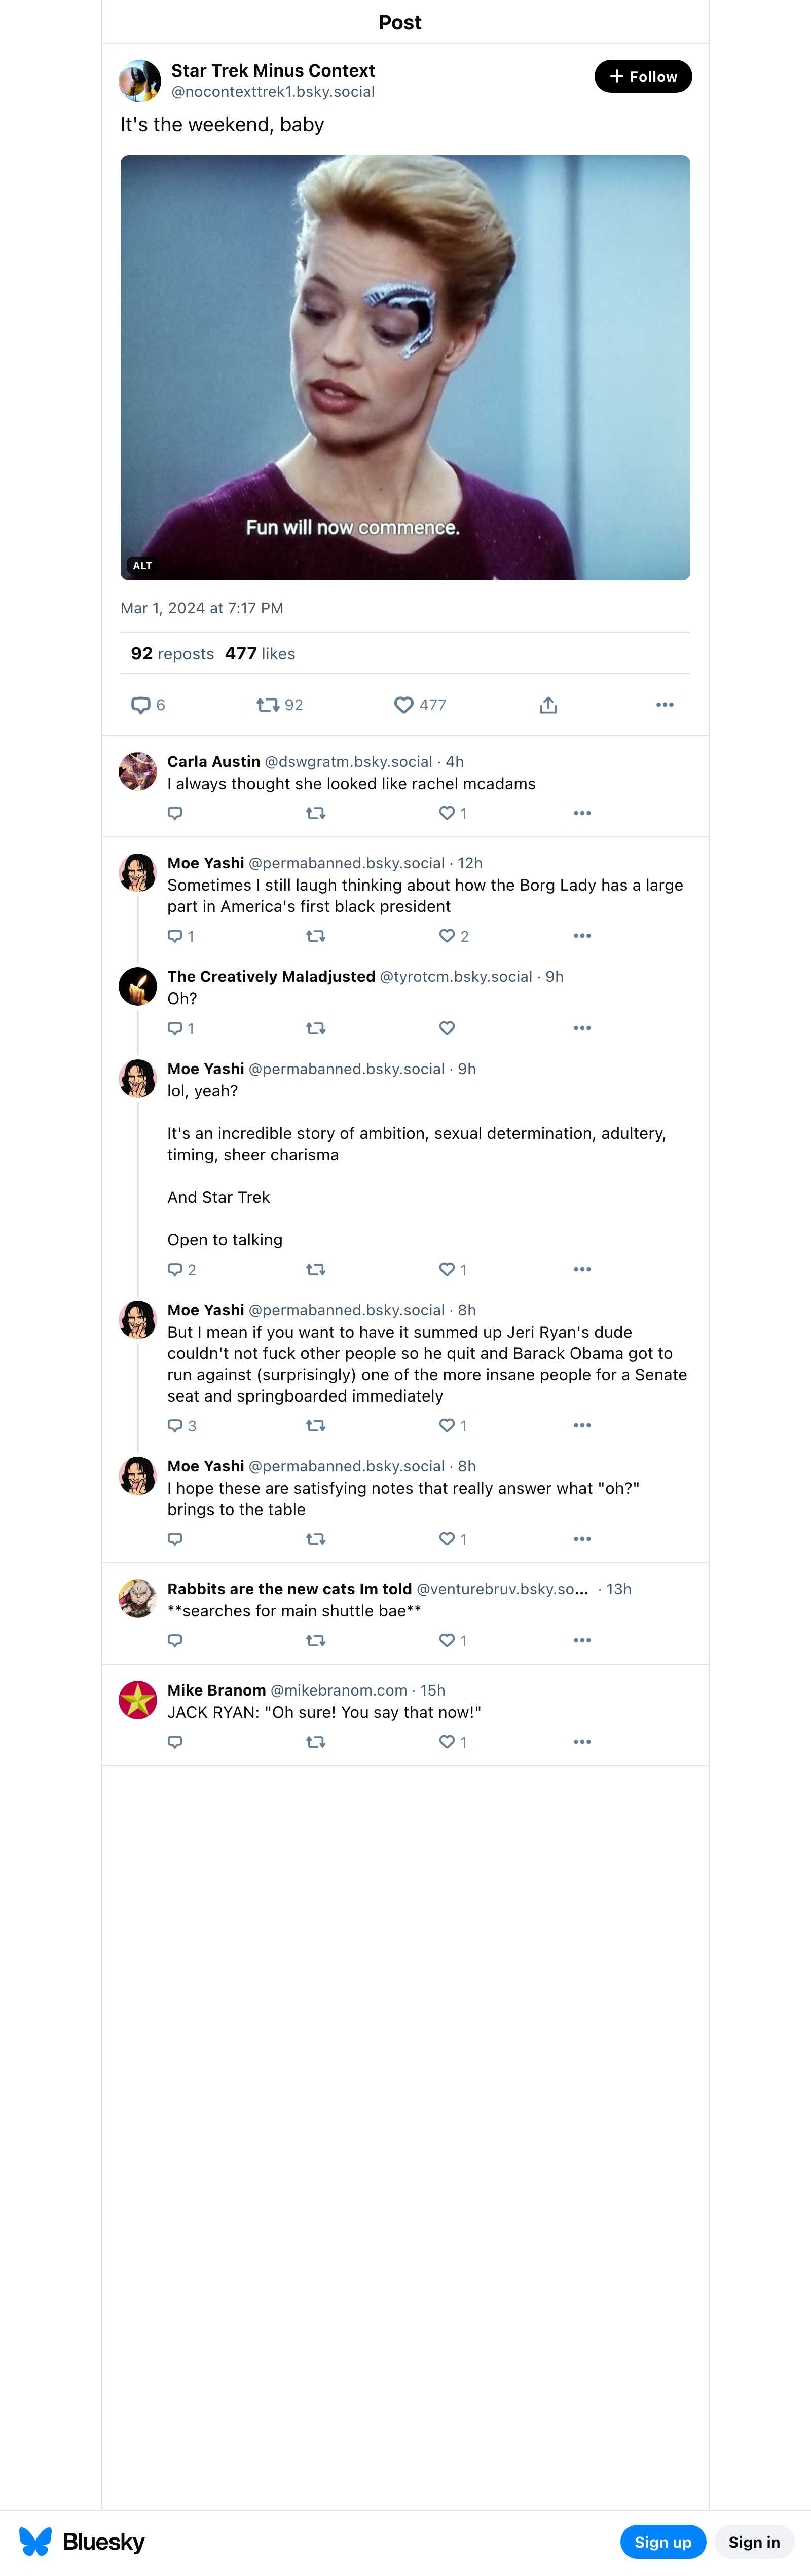 Post
Star Trek Minus Context
@nocontexttrek1.bsky.social
+ Follow
It's the weekend, baby
Fun will now commence.
ALT
Mar 1, 2024 at 7:17 PM
92 reposts 477 likes
6 92 477
Carla Austin @dswgratm.bsky.social · 4h
I always thought she looked like rachel mcadams
1
Moe Yashi @permabanned.bsky.social · 12h
Sometimes I still laugh thinking about how the Borg Lady has a large
part in America's first black president
1 2
The Creatively Maladjusted @tyrotcm.bsky.social · 9h
Oh?
1
Moe Yashi @permabanned.bsky.social · 9h
lol, yeah?
It's an incredible story of ambition, sexual determination, adultery,
timing, sheer charisma
And Star Trek
Open to talking
2 1
Moe Yashi @permabanned.bsky.social · 8h
But I mean if you want to have it summed up Jeri Ryan's dude
couldn't not fuck other people so he quit and Barack Obama got to
run against (surprisingly) one of the more insane people for a Senate
seat and springboarded immediately
3 1
Moe Yashi @permabanned.bsky.social · 8h
I hope these are satisfying notes that really answer what "oh?"
brings to the table
1
Rabbits are the new cats Im told @venturebruv.bsky.so... · 13h
**searches for main shuttle bae**
1
Mike Branom @mikebranom.com · 15h
JACK RYAN: "Oh sure! You say that now!"
1
Bluesky
Sign up
Sign in